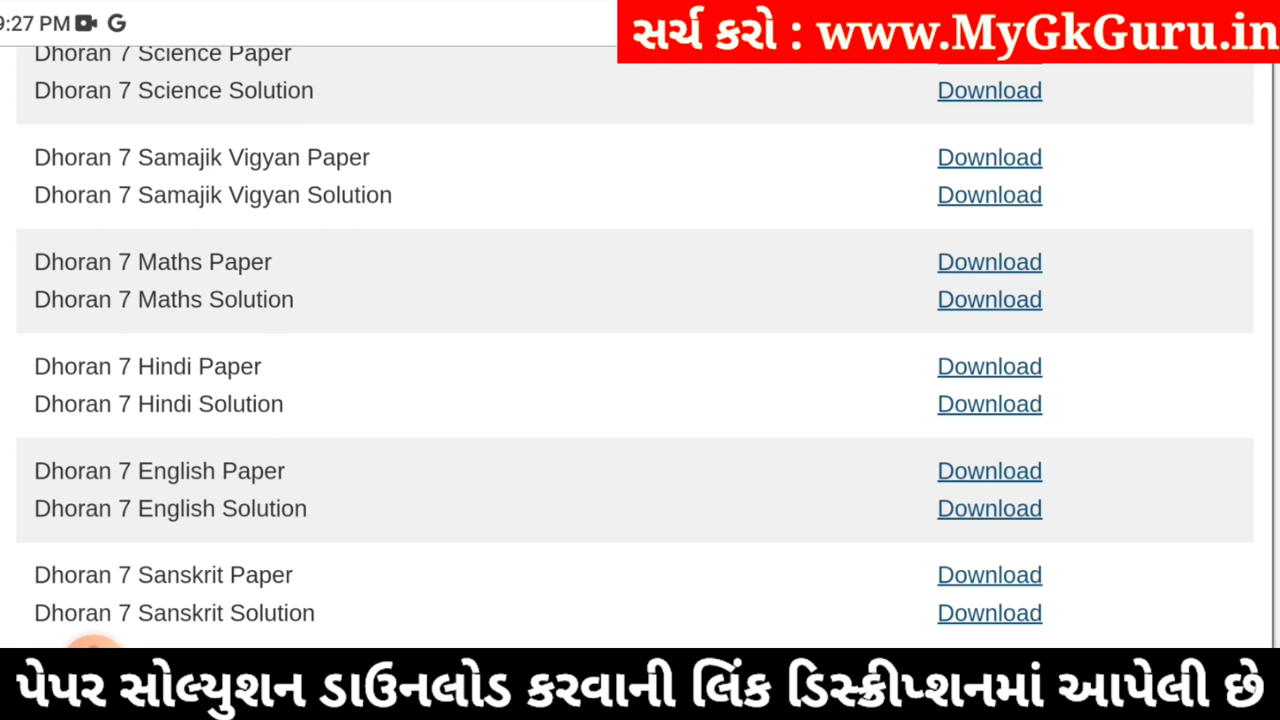 9:27 PM G
સર્ચ કરો : www.MyGkGuru.in
Dhoran 7 Science Paper
Dhoran 7 Science Solution Download
Dhoran 7 Samajik Vigyan Paper Download
Dhoran 7 Samajik Vigyan Solution Download
Dhoran 7 Maths Paper Download
Dhoran 7 Maths Solution Download
Dhoran 7 Hindi Paper Download
Dhoran 7 Hindi Solution Download
Dhoran 7 English Paper Download
Dhoran 7 English Solution Download
Dhoran 7 Sanskrit Paper Download
Dhoran 7 Sanskrit Solution Download
પેપર સોલ્યુશન ડાઉનલોડ કરવાની લિંક ડિસ્ક્રીપ્શનમાં આપેલી છે